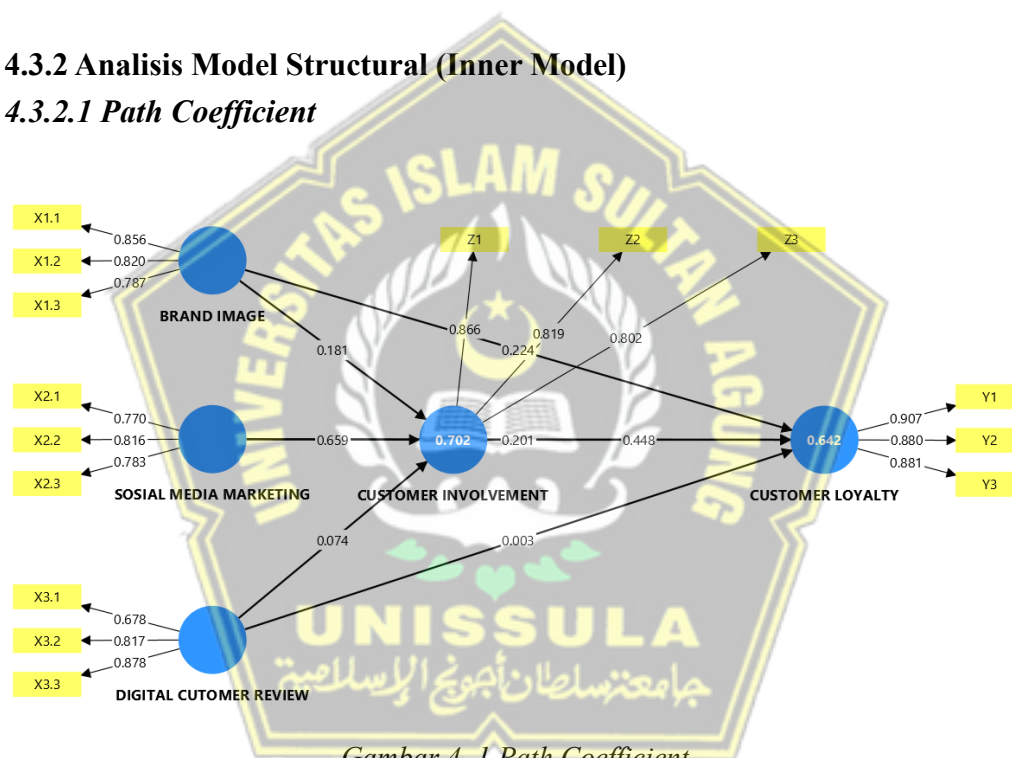 4.3.2 Analisis Model Structural (Inner Model)
4.3.2.1 Path Coefficient
UNIVERSITAS ISLAM SULTAN AGUNG
X1.1
0.856
X1.2
0.820
X1.3
0.787
BRAND IMAGE
Z1
Z2
Z3
0.866
0.819
0.802
0.224
0.181
X2.1
0.770
X2.2
0.816
X2.3
0.783
SOSIAL MEDIA MARKETING
0.659
0.702
0.201
0.448
CUSTOMER INVOLVEMENT
0.642
CUSTOMER LOYALTY
Y1
0.907
Y2
0.880
Y3
0.881
0.074
0.003
X3.1
0.678
X3.2
0.817
X3.3
0.878
DIGITAL CUTOMER REVIEW
UNISSULA
جامعتنسلطان أجونج الإسلامية
Gambar 4. 1 Path Coefficient